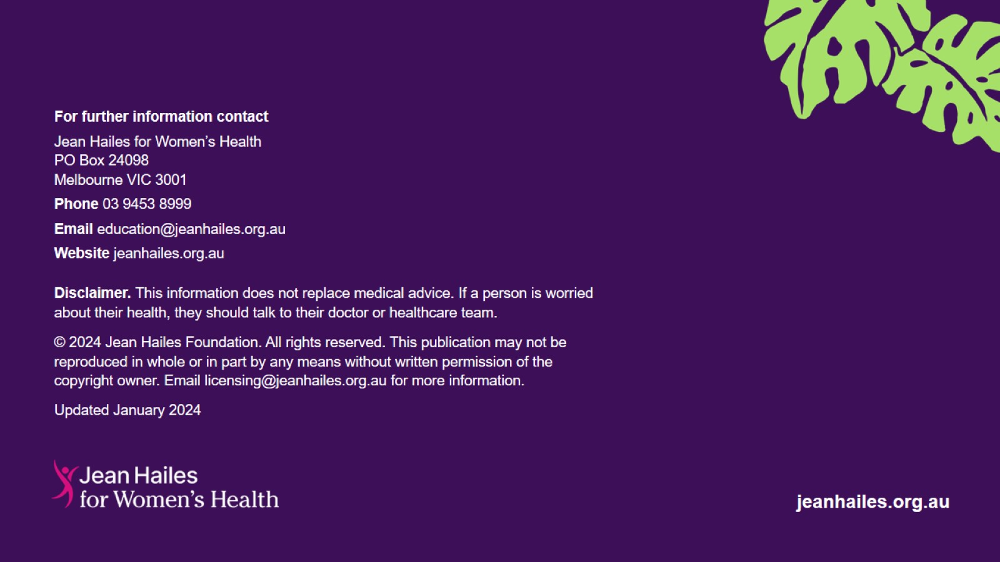 For further information contact
Jean Hailes for Women’s Health
PO Box 24098
Melbourne VIC 3001
Phone 03 9453 8999
Email education@jeanhailes.org.au
Website jeanhailes.org.au
Disclaimer. This information does not replace medical advice. If a person is worried
about their health, they should talk to their doctor or healthcare team.
© 2024 Jean Hailes Foundation. All rights reserved. This publication may not be
reproduced in whole or in part by any means without written permission of the
copyright owner. Email licensing@jeanhailes.org.au for more information.
Updated January 2024
Jean Hailes
for Women’s Health
jeanhailes.org.au